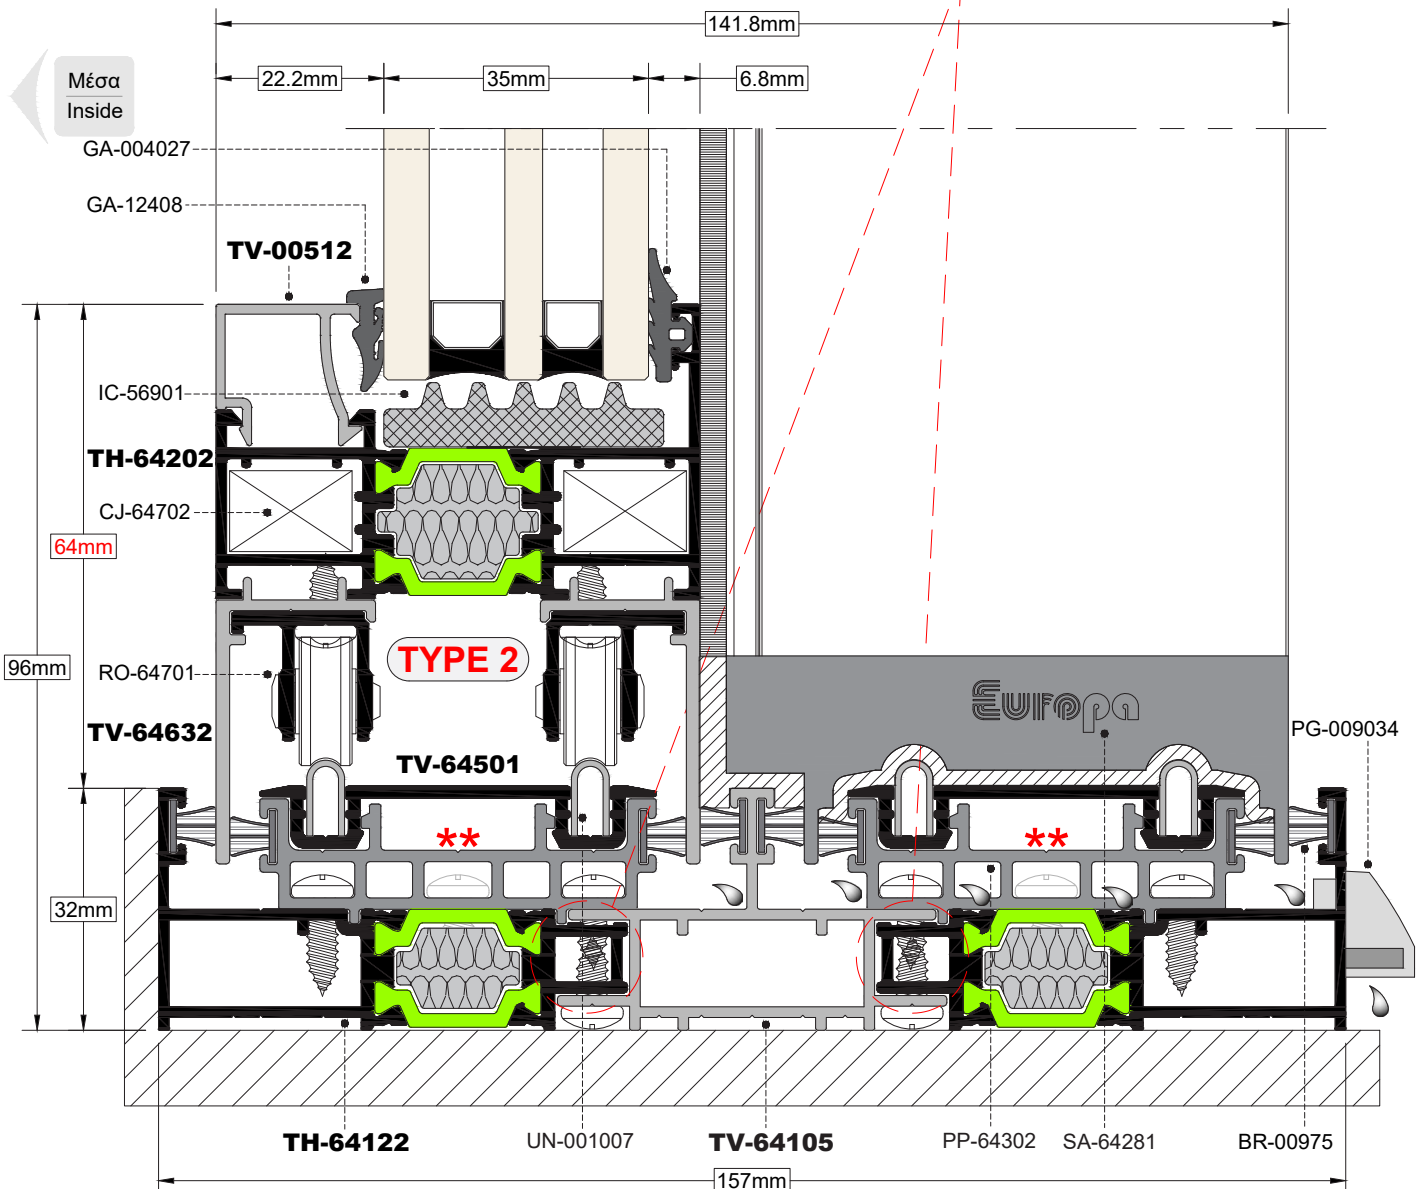 141.8mm
22.2mm
35mm
6.8mm
Μέσα
Inside
GA-004027
GA-12408
TV-00512
IC-56901
TH-64202
CJ-64702
64mm
TYPE 2
96mm
RO-64701
Europa
TV-64632
PG-009034
TV-64501
**
**
32mm
TH-64122
UN-001007
TV-64105
PP-64302
SA-64281
BR-00975
157mm